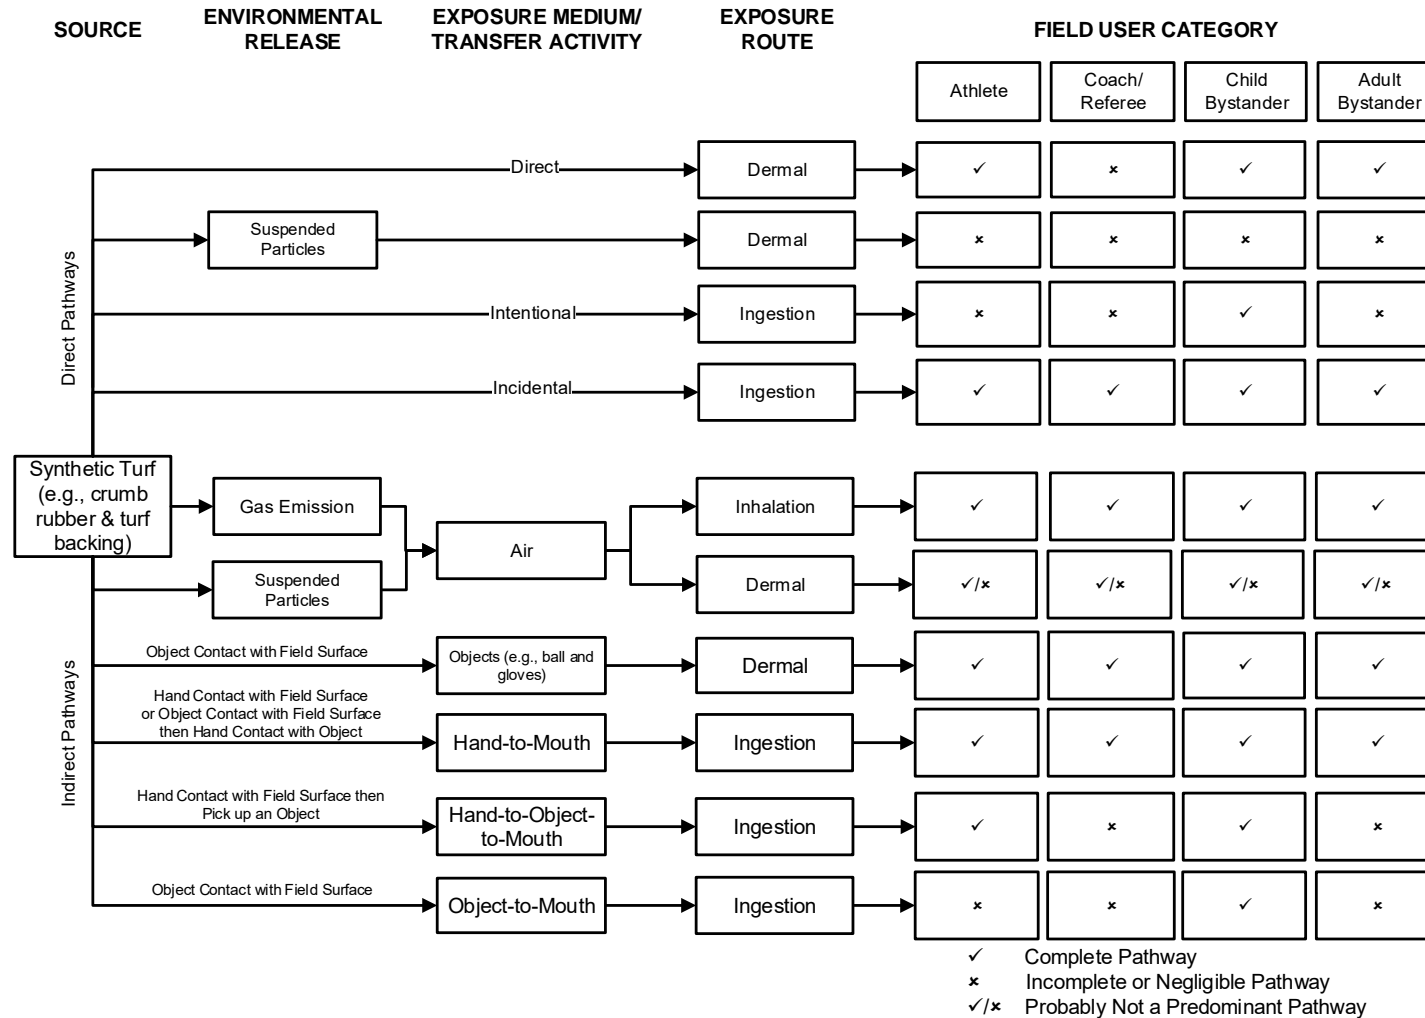 SOURCE
ENVIRONMENTAL
RELEASE
EXPOSURE MEDIUM/
TRANSFER ACTIVITY
EXPOSURE
ROUTE
FIELD USER CATEGORY
Athlete
Coach/
Referee
Child
Bystander
Adult
Bystander
Direct Pathways
Direct
Dermal
✓
×
✓
✓
Suspended
Particles
Dermal
×
×
×
×
Intentional
Ingestion
×
×
✓
×
Incidental
Ingestion
✓
✓
✓
✓
Synthetic Turf
(e.g., crumb
rubber & turf
backing)
Gas Emission
Suspended
Particles
Air
Inhalation
✓
✓
✓
✓
Dermal
✓/×
✓/×
✓/×
✓/×
Indirect Pathways
Object Contact with Field Surface
Objects (e.g., ball and
gloves)
Dermal
✓
✓
✓
✓
Hand Contact with Field Surface
or Object Contact with Field Surface
then Hand Contact with Object
Hand-to-Mouth
Ingestion
✓
✓
✓
✓
Hand Contact with Field Surface then
Pick up an Object
Hand-to-Object-
to-Mouth
Ingestion
✓
×
✓
×
Object Contact with Field Surface
Object-to-Mouth
Ingestion
×
×
✓
×
✓ Complete Pathway
× Incomplete or Negligible Pathway
✓/× Probably Not a Predominant Pathway